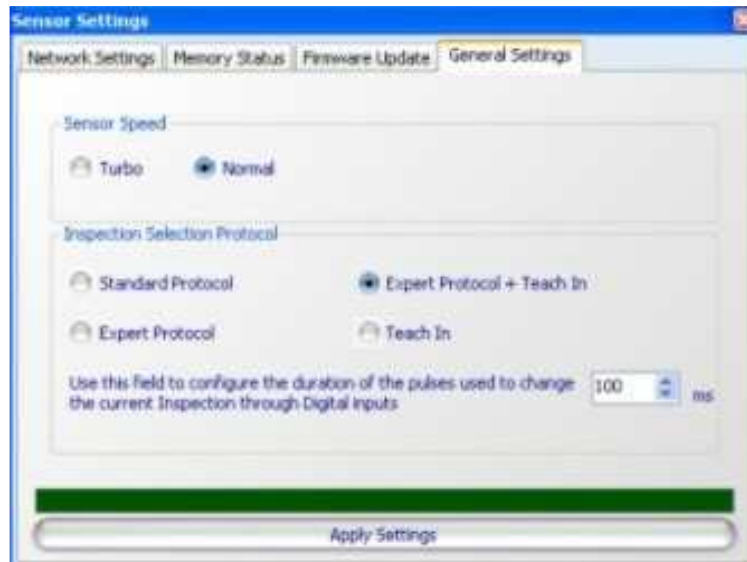 Sensor Settings
Network Settings Memory Status Firmware Update General Settings
Sensor Speed
Turbo Normal
Inspection Selection Protocol
Standard Protocol Expert Protocol + Teach In
Expert Protocol Teach In
Use this field to configure the duration of the pulses used to change
the current Inspection through Digital inputs
100 ms
Apply Settings